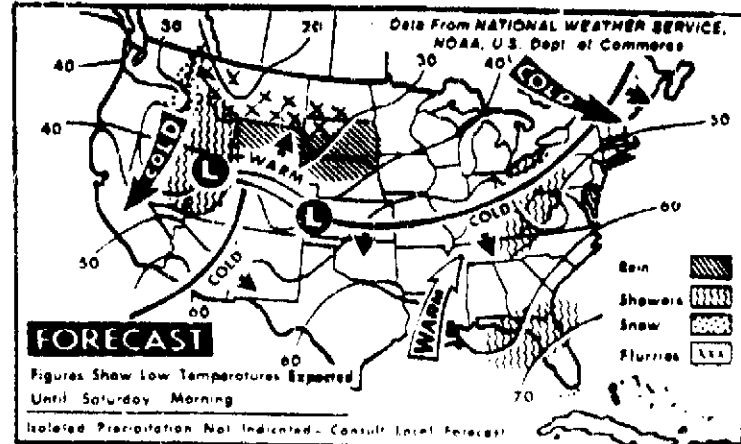 Data From NATIONAL WEATHER SERVICE,
NOAA, U.S. Dept of Commerce
30
20
40
40
30
40
COLD
50
40
COLD
WARM
L
L
COLD
60
50
COLD
60
60
WARM
70
Rain
Showers
Snow
Flurries
FORECAST
Figures Show Low Temperatures Expected
Until Saturday Morning
Isolated Precipitation Not Indicated - Consult Local Forecast